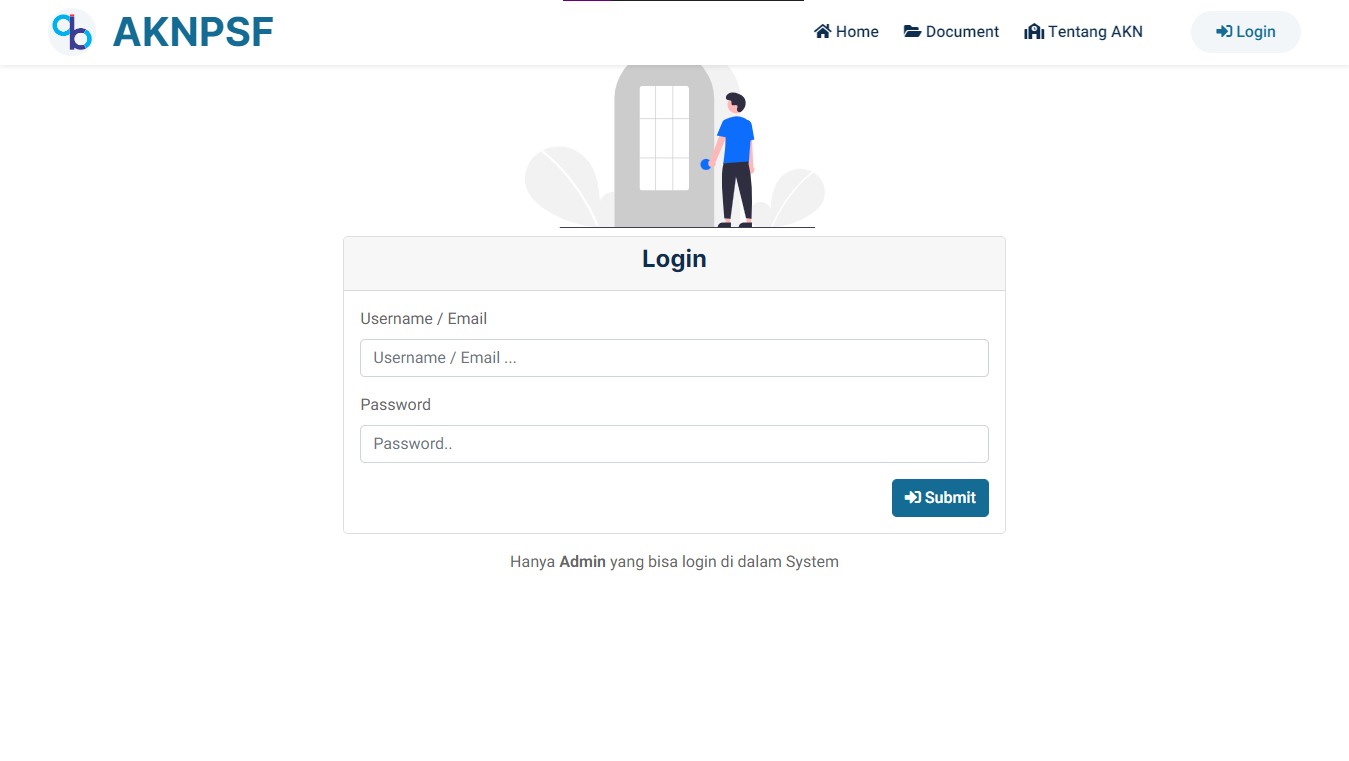 AKNPSF
Home Document Tentang AKN Login
Login
Username / Email
Username / Email ...
Password
Password..
Submit
Hanya Admin yang bisa login di dalam System